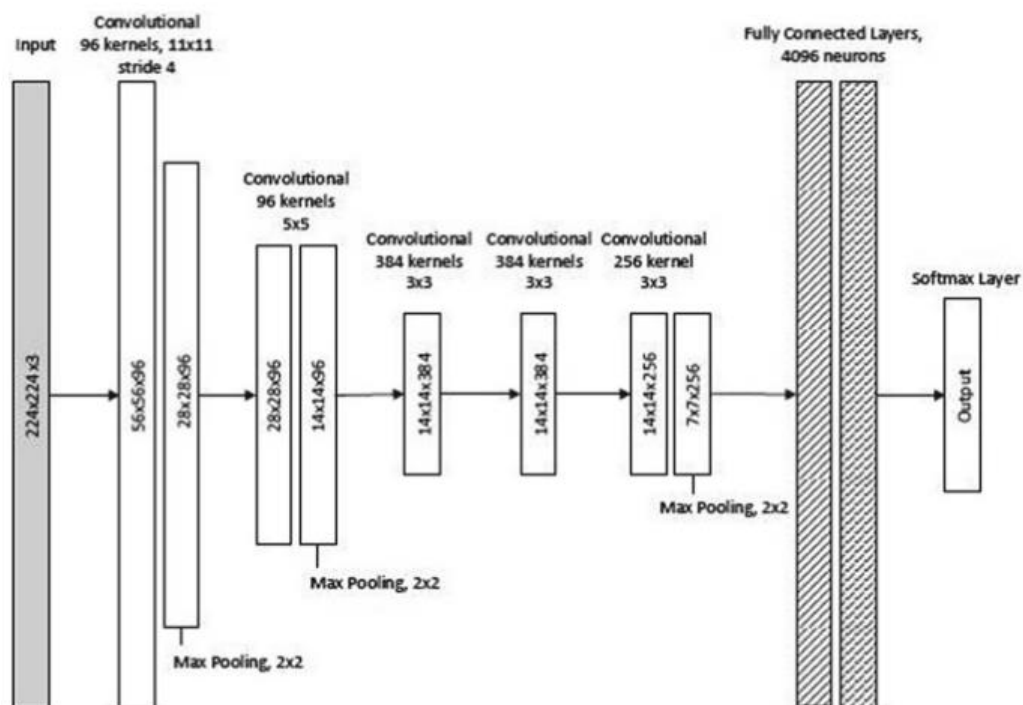 Input
Convolutional
96 kernels, 11x11
stride 4
Fully Connected Layers,
4096 neurons
Convolutional
96 kernels
5x5
Convolutional
384 kernels
3x3
Convolutional
384 kernels
3x3
Convolutional
256 kernel
3x3
Softmax Layer
224x224x3
56x56x96
28x28x96
28x28x96
14x14x96
14x14x384
14x14x384
14x14x256
7x7x256
Output
Max Pooling, 2x2
Max Pooling, 2x2
Max Pooling, 2x2